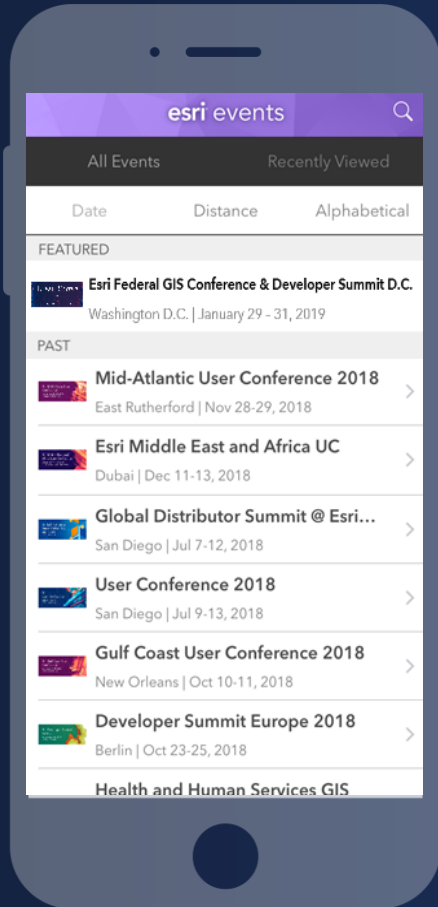 esri events
All Events Recently Viewed
Date Distance Alphabetical
FEATURED
Esri Federal GIS Conference & Developer Summit D.C.
Washington D.C. | January 29 - 31, 2019
PAST
Mid-Atlantic User Conference 2018
East Rutherford | Nov 28-29, 2018
Esri Middle East and Africa UC
Dubai | Dec 11-13, 2018
Global Distributor Summit @ Esri...
San Diego | Jul 7-12, 2018
User Conference 2018
San Diego | Jul 9-13, 2018
Gulf Coast User Conference 2018
New Orleans | Oct 10-11, 2018
Developer Summit Europe 2018
Berlin | Oct 23-25, 2018
Health and Human Services GIS